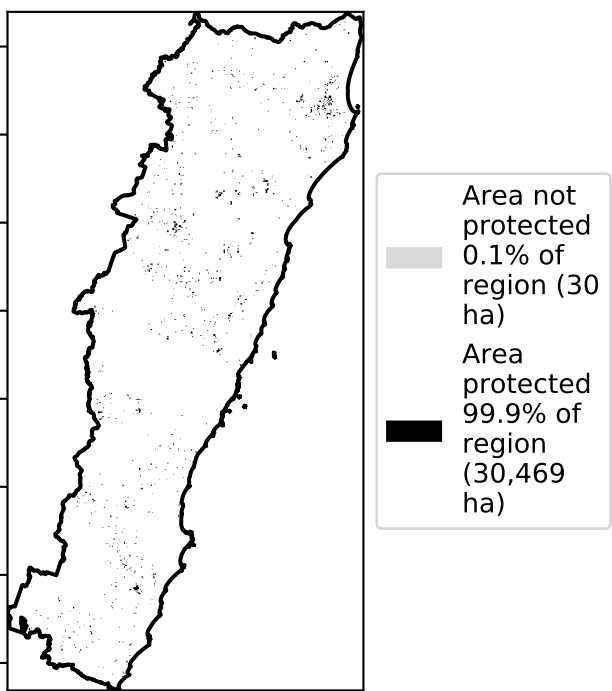 Area not
protected
0.1% of
region (30
ha)
Area
protected
99.9% of
region
(30,469
ha)